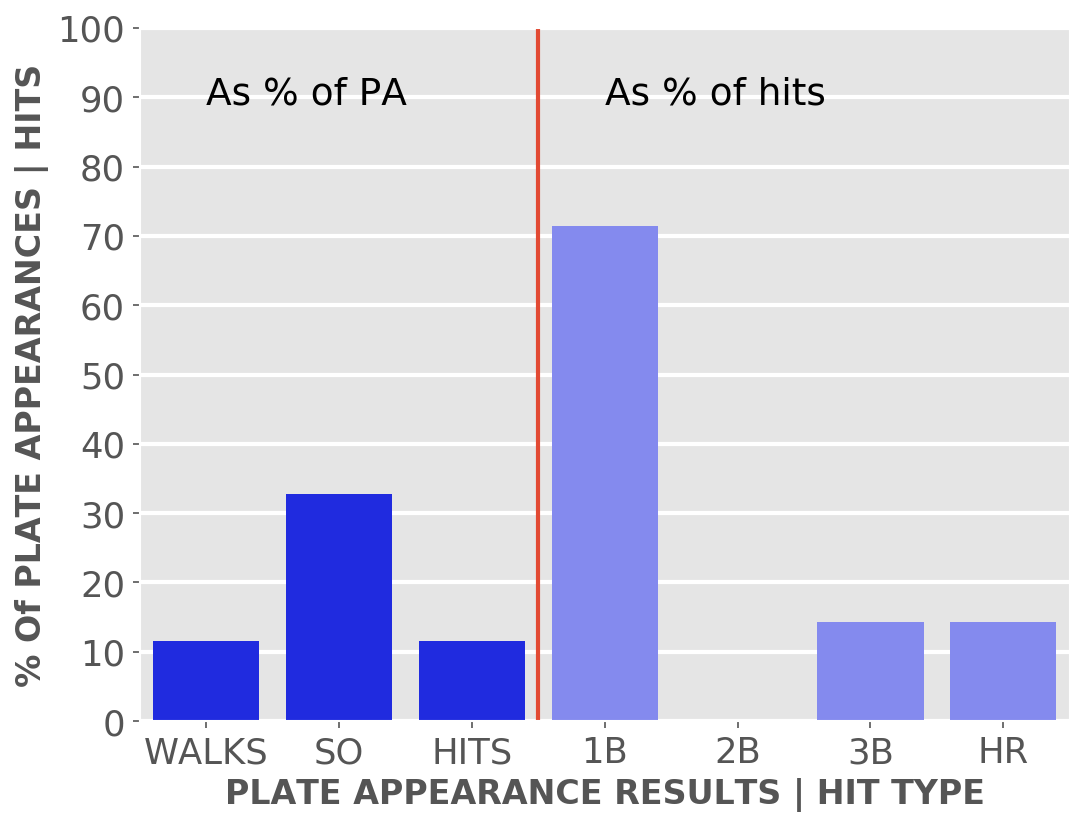 % Of PLATE APPEARANCES | HITS
100
90
80
70
60
50
40
30
20
10
0
As % of PA
As % of hits
WALKS SO HITS 1B 2B 3B HR
PLATE APPEARANCE RESULTS | HIT TYPE